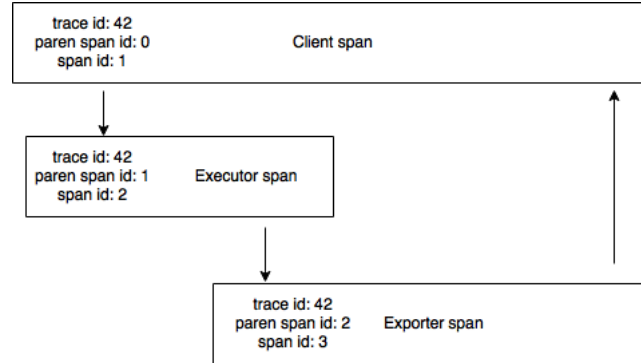 trace id: 42
paren span id: 0 Client span
span id: 1
trace id: 42
paren span id: 1 Executor span
span id: 2
trace id: 42
paren span id: 2 Exporter span
span id: 3